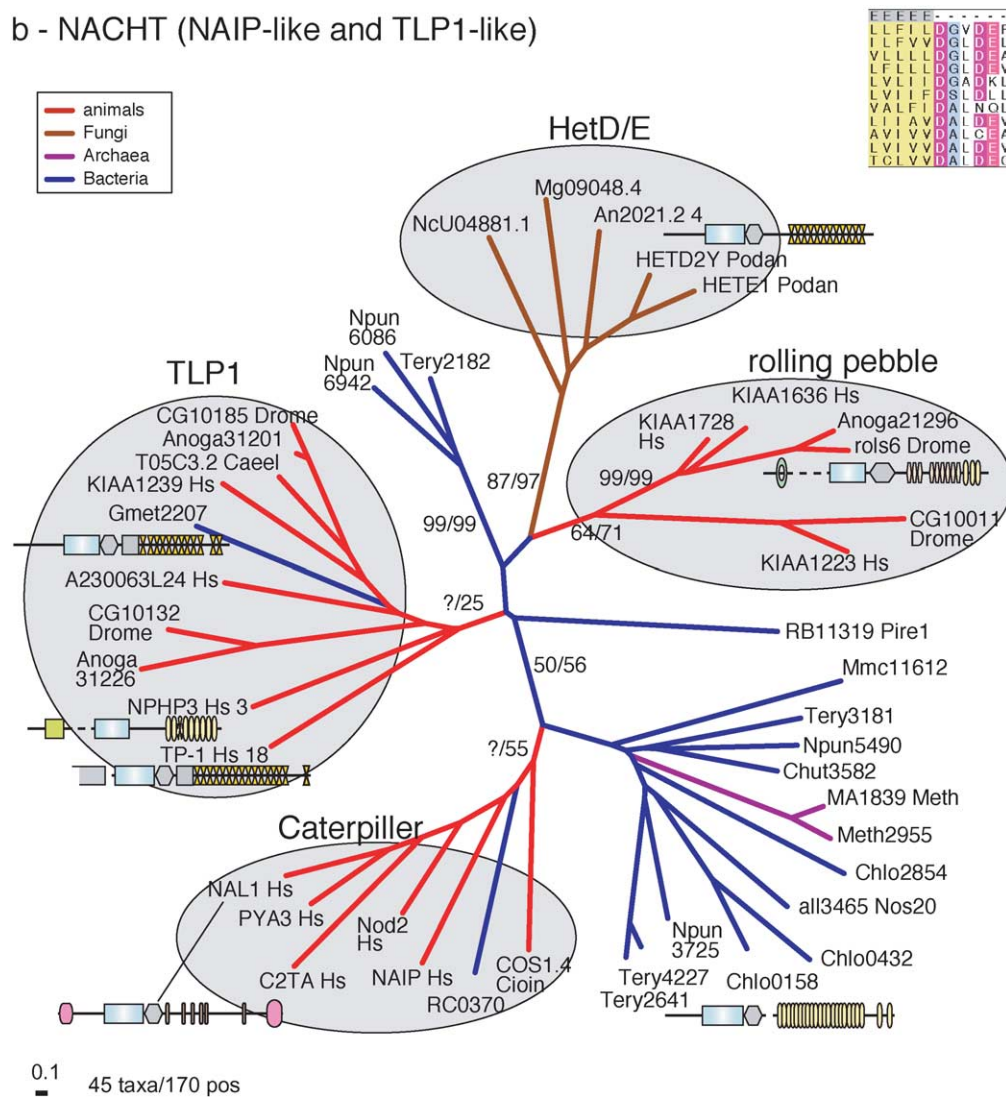 b - NACHT (NAIP-like and TLP1-like)
E E E E E - - - - - -
L L F I L D G V D E F
I L F V V D G L D E L
V L L L L D G L D E A
L F L L L D G L D E V
L V L I I D G A D K L
L V I I F D S L D L L
V A L F I D A L N Q L
L I I A V D A L D E V
A V I V V D A L C E A
L V I V V D A L D E V
T C L V V D A L D E C
animals
Fungi
Archaea
Bacteria
HetD/E
Mg09048.4
NcU04881.1
An2021.2 4
HETD2Y Podan
HETE1 Podan
Npun
6086
Npun
6942
Tery2182
TLP1
rolling pebble
KIAA1636 Hs
CG10185 Drome
Anoga31201
T05C3.2 Caeel
KIAA1239 Hs
Gmet2207
KIAA1728
Hs
Anoga21296
rols6 Drome
87/97
99/99
99/99
64/71
CG10011
Drome
KIAA1223 Hs
A230063L24 Hs
?/25
CG10132
Drome
Anoga
31226
RB11319 Pire1
50/56
Mmc11612
NPHP3 Hs 3
TP-1 Hs 18
Tery3181
Npun5490
Chut3582
?/55
MA1839 Meth
Meth2955
Caterpiller
Chlo2854
NAL1 Hs
PYA3 Hs
Nod2
Hs
all3465 Nos20
C2TA Hs
NAIP Hs
RC0370
COS1.4
Cioin
Npun
3725
Chlo0432
Tery4227
Tery2641
Chlo0158
0.1
45 taxa/170 pos